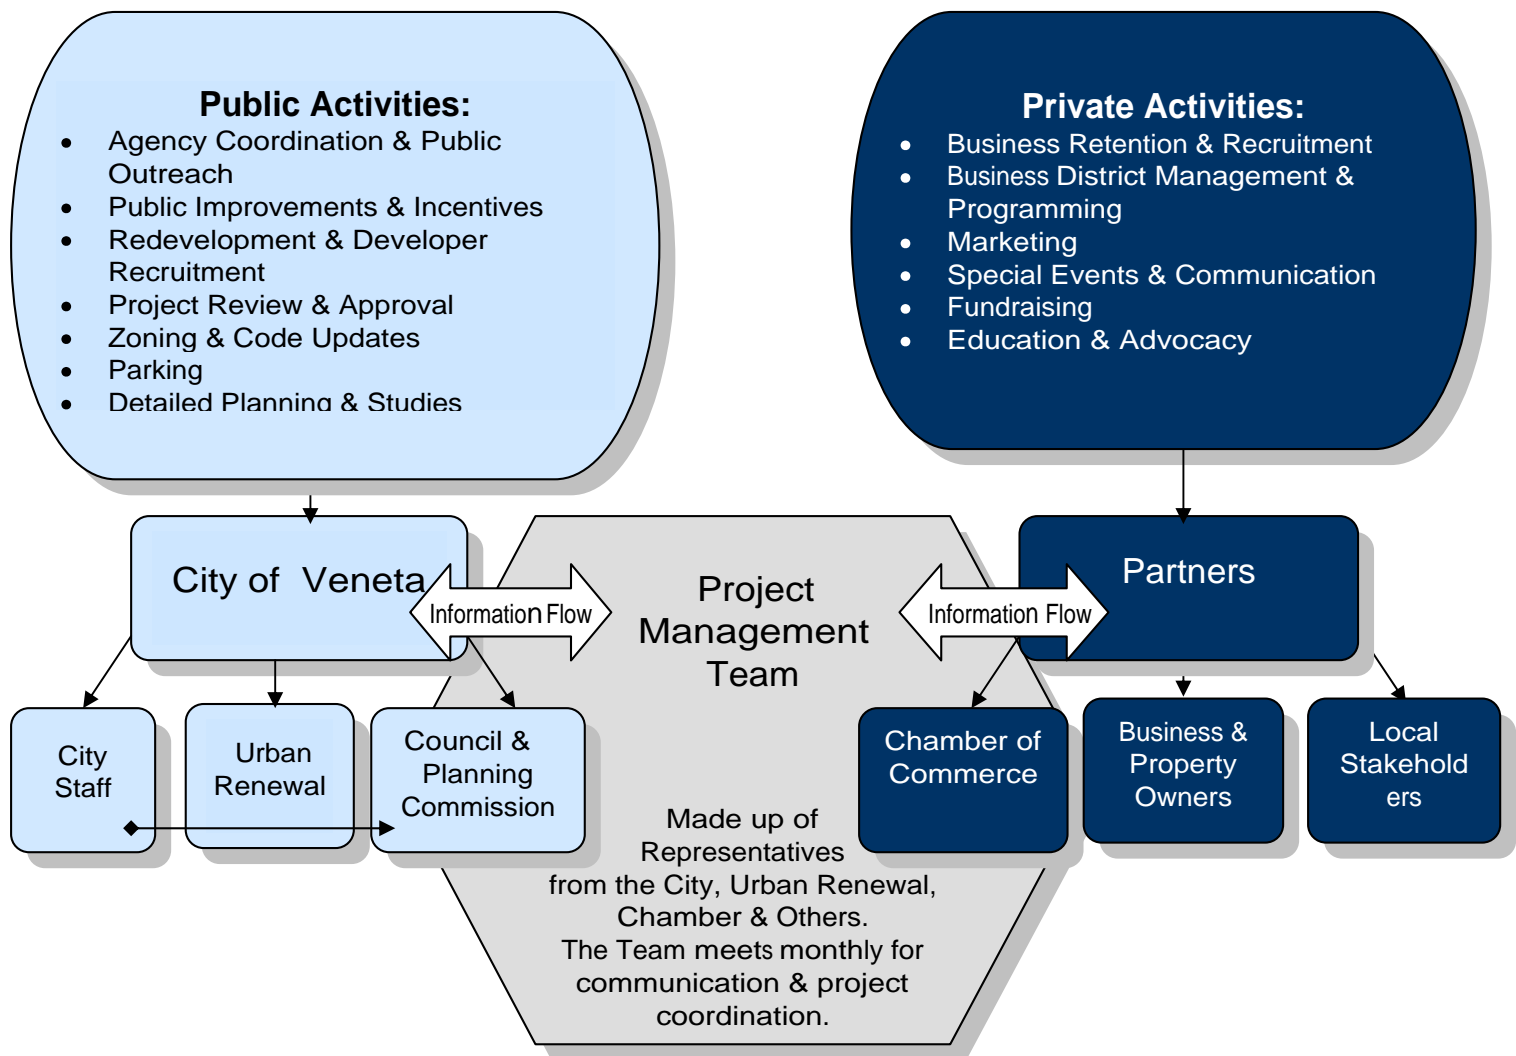 Public Activities:
• Agency Coordination & Public
Outreach
• Public Improvements & Incentives
• Redevelopment & Developer
Recruitment
• Project Review & Approval
• Zoning & Code Updates
• Parking
• Detailed Planning & Studies
Private Activities:
• Business Retention & Recruitment
• Business District Management &
Programming
• Marketing
• Special Events & Communication
• Fundraising
• Education & Advocacy
City of Veneta
Information Flow
Project
Management
Team
Information Flow
Partners
City
Staff
Urban
Renewal
Council &
Planning
Commission
Chamber of
Commerce
Business &
Property
Owners
Local
Stakehold
ers
Made up of
Representatives
from the City, Urban Renewal,
Chamber & Others.
The Team meets monthly for
communication & project
coordination.